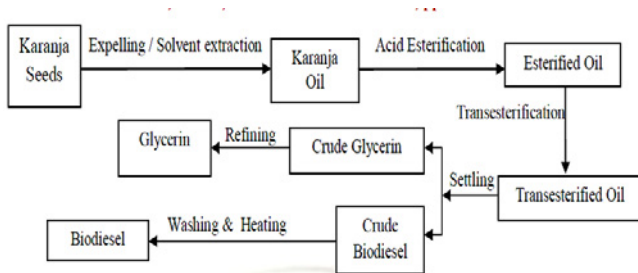 Karanja
Seeds
Expelling / Solvent extraction
Karanja
Oil
Acid Esterification
Esterified Oil
Transesterification
Glycerin
Refining
Crude Glycerin
Settling
Transesterified Oil
Biodiesel
Washing & Heating
Crude
Biodiesel